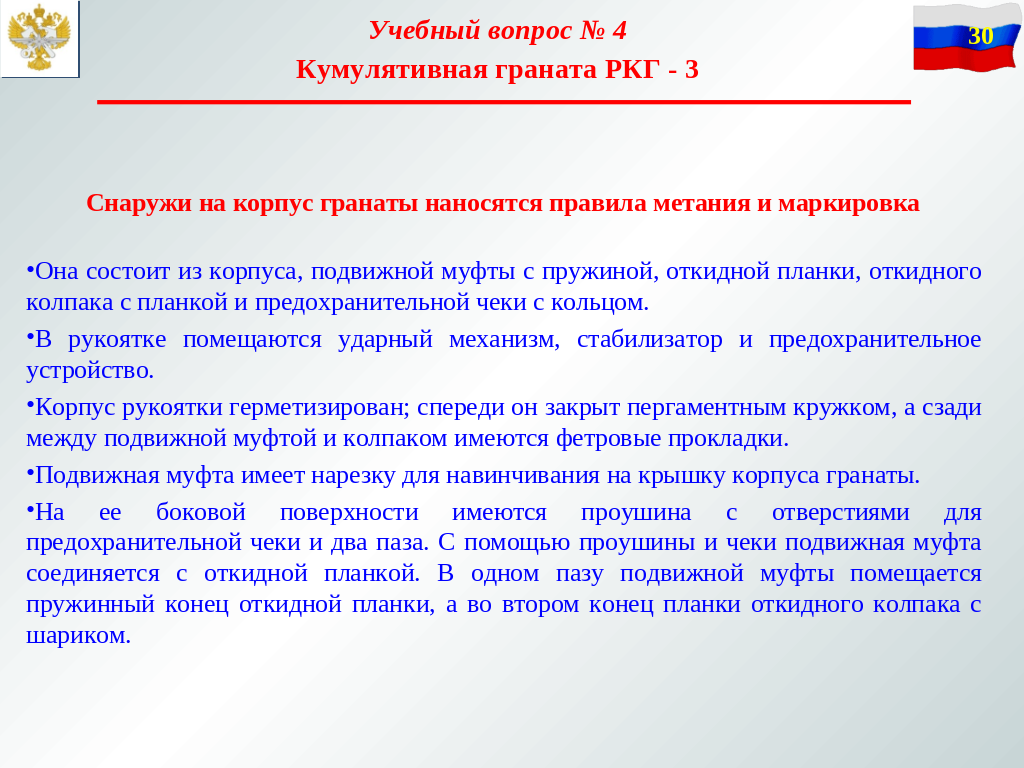 Учебный вопрос № 4
30
Кумулятивная граната РКГ - 3
Снаружи на корпус гранаты наносятся правила метания и маркировка
•Она состоит из корпуса, подвижной муфты с пружиной, откидной планки, откидного
колпака с планкой и предохранительной чеки с кольцом.
•В рукоятке помещаются ударный механизм, стабилизатор и предохранительное
устройство.
•Корпус рукоятки герметизирован; спереди он закрыт пергаментным кружком, а сзади
между подвижной муфтой и колпаком имеются фетровые прокладки.
•Подвижная муфта имеет нарезку для навинчивания на крышку корпуса гранаты.
•На ее боковой поверхности имеются проушина с отверстиями для
предохранительной чеки и два паза. С помощью проушины и чеки подвижная муфта
соединяется с откидной планкой. В одном пазу подвижной муфты помещается
пружинный конец откидной планки, а во втором конец планки откидного колпака с
шариком.